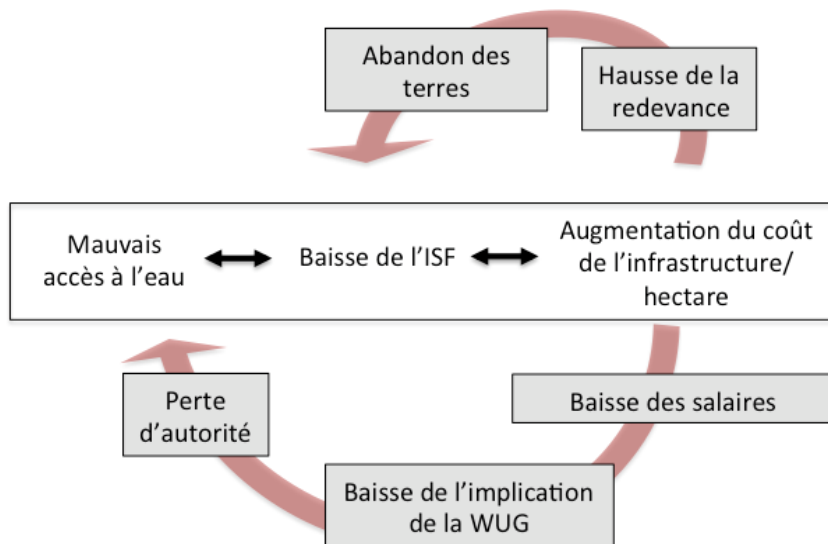 Abandon des
terres
Hausse de la
redevance
Mauvais
accès à l’eau
Baisse de l’ISF
Augmentation du coût
de l’infrastructure/
hectare
Perte
d’autorité
Baisse des salaires
Baisse de l’implication
de la WUG